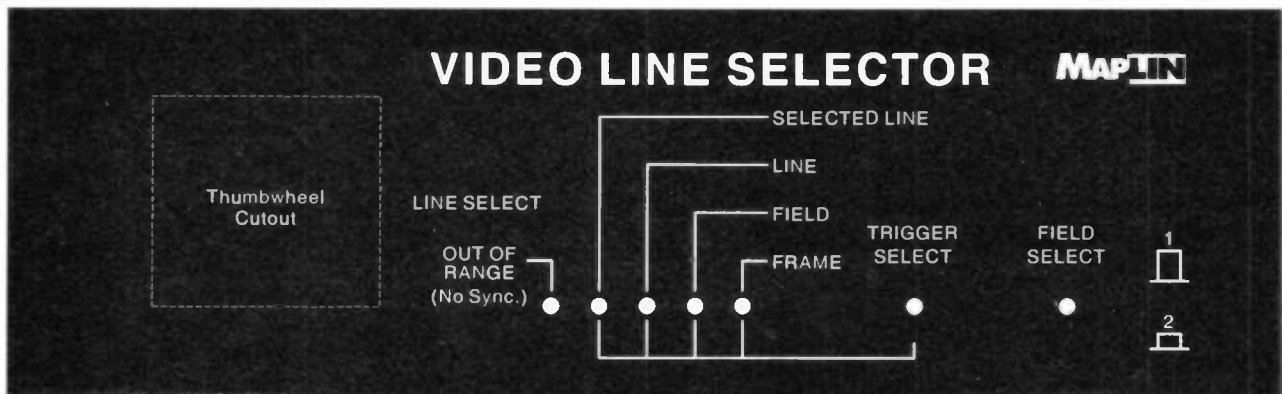 VIDEO LINE SELECTOR
MAPLIN
SELECTED LINE
LINE
FIELD
FRAME
Thumbwheel
Cutout
LINE SELECT
OUT OF
RANGE
(No Sync.)
TRIGGER
SELECT
FIELD
SELECT
1
2